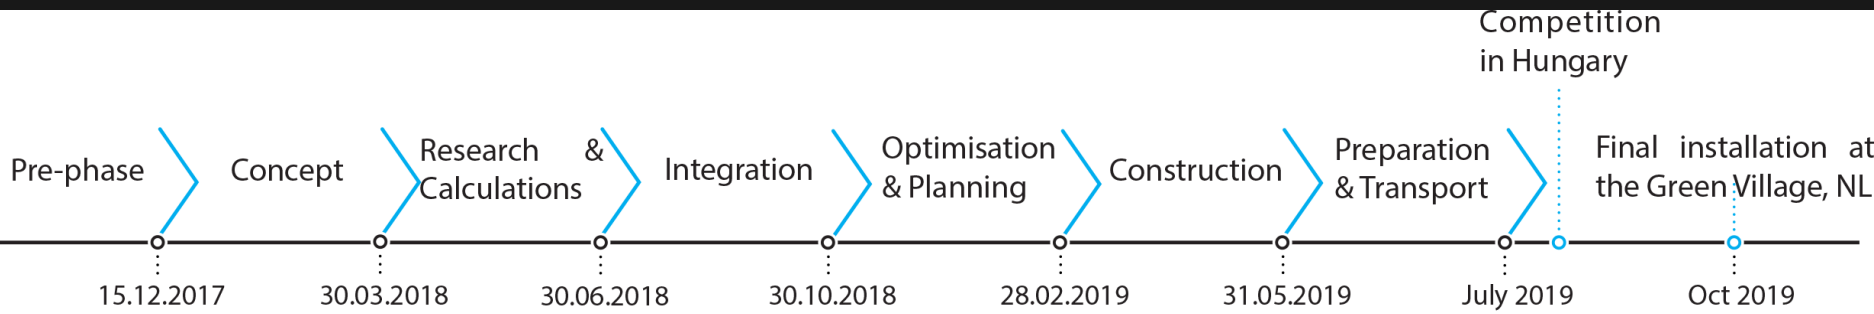 Competition
in Hungary
Pre-phase
Concept
Research &
Calculations
Integration
Optimisation
& Planning
Construction
Preparation
& Transport
Final installation at
the Green Village, NL
15.12.2017
30.03.2018
30.06.2018
30.10.2018
28.02.2019
31.05.2019
July 2019
Oct 2019